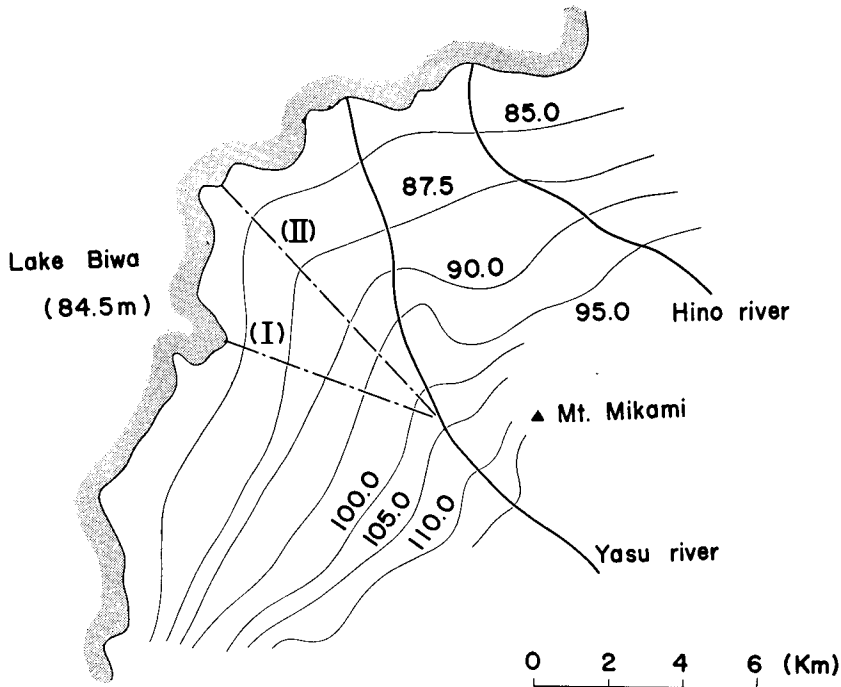 85.0
87.5
(II)
Lake Biwa
(84.5m)
90.0
95.0
Hino river
(I)
▲ Mt. Mikami
100.0
105.0
110.0
Yasu river
0 2 4 6 (Km)